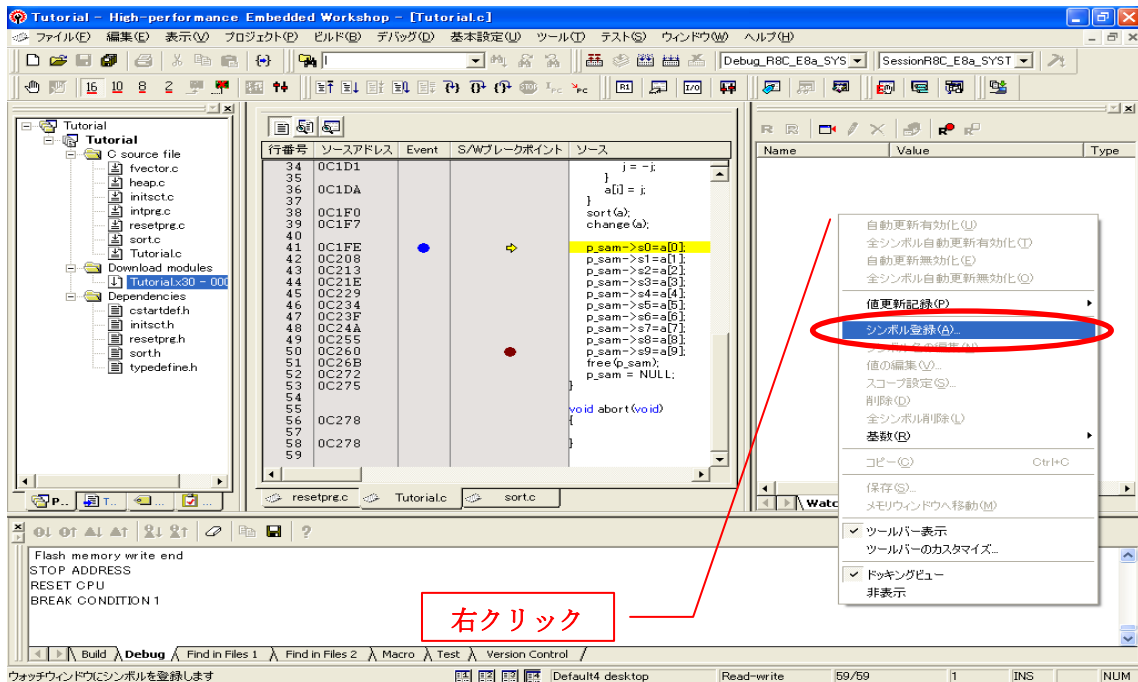 Tutorial - High-performance Embedded Workshop - [Tutorial.c]
ファイル(F) 編集(E) 表示(V) プロジェクト(P) ビルド(B) デバッグ(D) 基本設定(U) ツール(T) テスト(S) ウィンドウ(W) ヘルプ(H)
Debug_R8C_E8a_SYS SessionR8C_E8a_SYST
16 10 8 2
Tutorial
Tutorial
C source file
fvector.c
heap.c
initsct.c
intprg.c
resetprg.c
sort.c
Tutorial.c
Download modules
Tutorial.x30 - 000
Dependencies
cstartdef.h
initsct.h
resetprg.h
sort.h
typedefine.h
P.. T..
行番号 ソースアドレス Event S/Wブレークポイント ソース
34 0C1D1 j = -j;
35 }
36 0C1DA a[i] = j;
37 }
38 0C1F0 sort(a);
39 0C1F7 change(a);
40
41 0C1FE p_sam->s0=a[0];
42 0C208 p_sam->s1=a[1];
43 0C213 p_sam->s2=a[2];
44 0C21E p_sam->s3=a[3];
45 0C229 p_sam->s4=a[4];
46 0C234 p_sam->s5=a[5];
47 0C23F p_sam->s6=a[6];
48 0C24A p_sam->s7=a[7];
49 0C255 p_sam->s8=a[8];
50 0C260 p_sam->s9=a[9];
51 0C26B free(p_sam);
52 0C272 p_sam = NULL;
53 0C275 }
54
55 void abort(void)
56 0C278 {
57
58 0C278 }
59
resetprg.c Tutorial.c sort.c
Name Value Type
自動更新有効化(U)
全シンボル自動更新有効化(T)
自動更新無効化(E)
全シンボル自動更新無効化(O)
値更新記録(P)
シンボル登録(A)...
シンボル名の編集(N)...
値の編集(V)...
スコープ設定(S)...
削除(D)
全シンボル削除(L)
基数(R)
コピー(C) Ctrl+C
保存(S)...
メモリウィンドウへ移動(M)
ツールバー表示
ツールバーのカスタマイズ...
ドッキングビュー
非表示
Watc
Flash memory write end
STOP ADDRESS
RESET CPU
BREAK CONDITION 1
右クリック
Build Debug Find in Files 1 Find in Files 2 Macro Test Version Control
ウォッチウィンドウにシンボルを登録します Default4 desktop Read-write 59/59 1 INS NUM